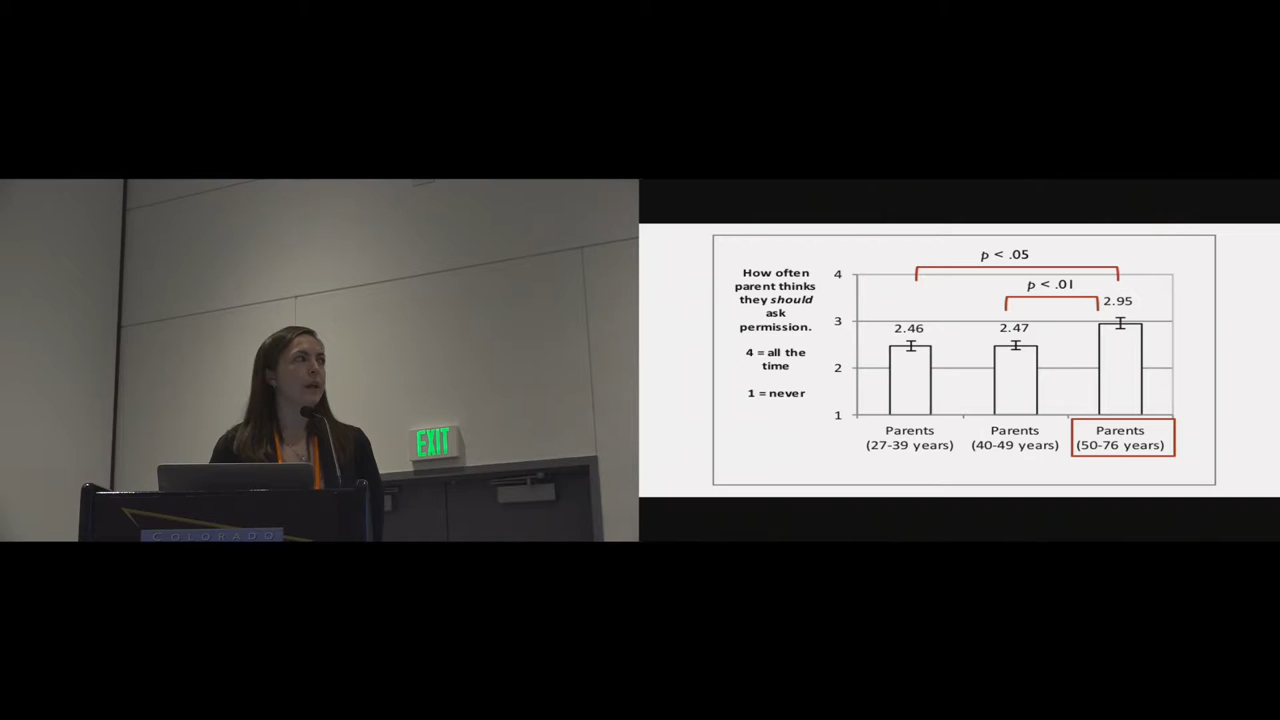 EXIT
COLORADO
How often
parent thinks
they should
ask
permission.
4 = all the
time
1 = never
4
3
2
1
p < .05
p < .01
2.46
2.47
2.95
Parents
(27-39 years)
Parents
(40-49 years)
Parents
(50-76 years)